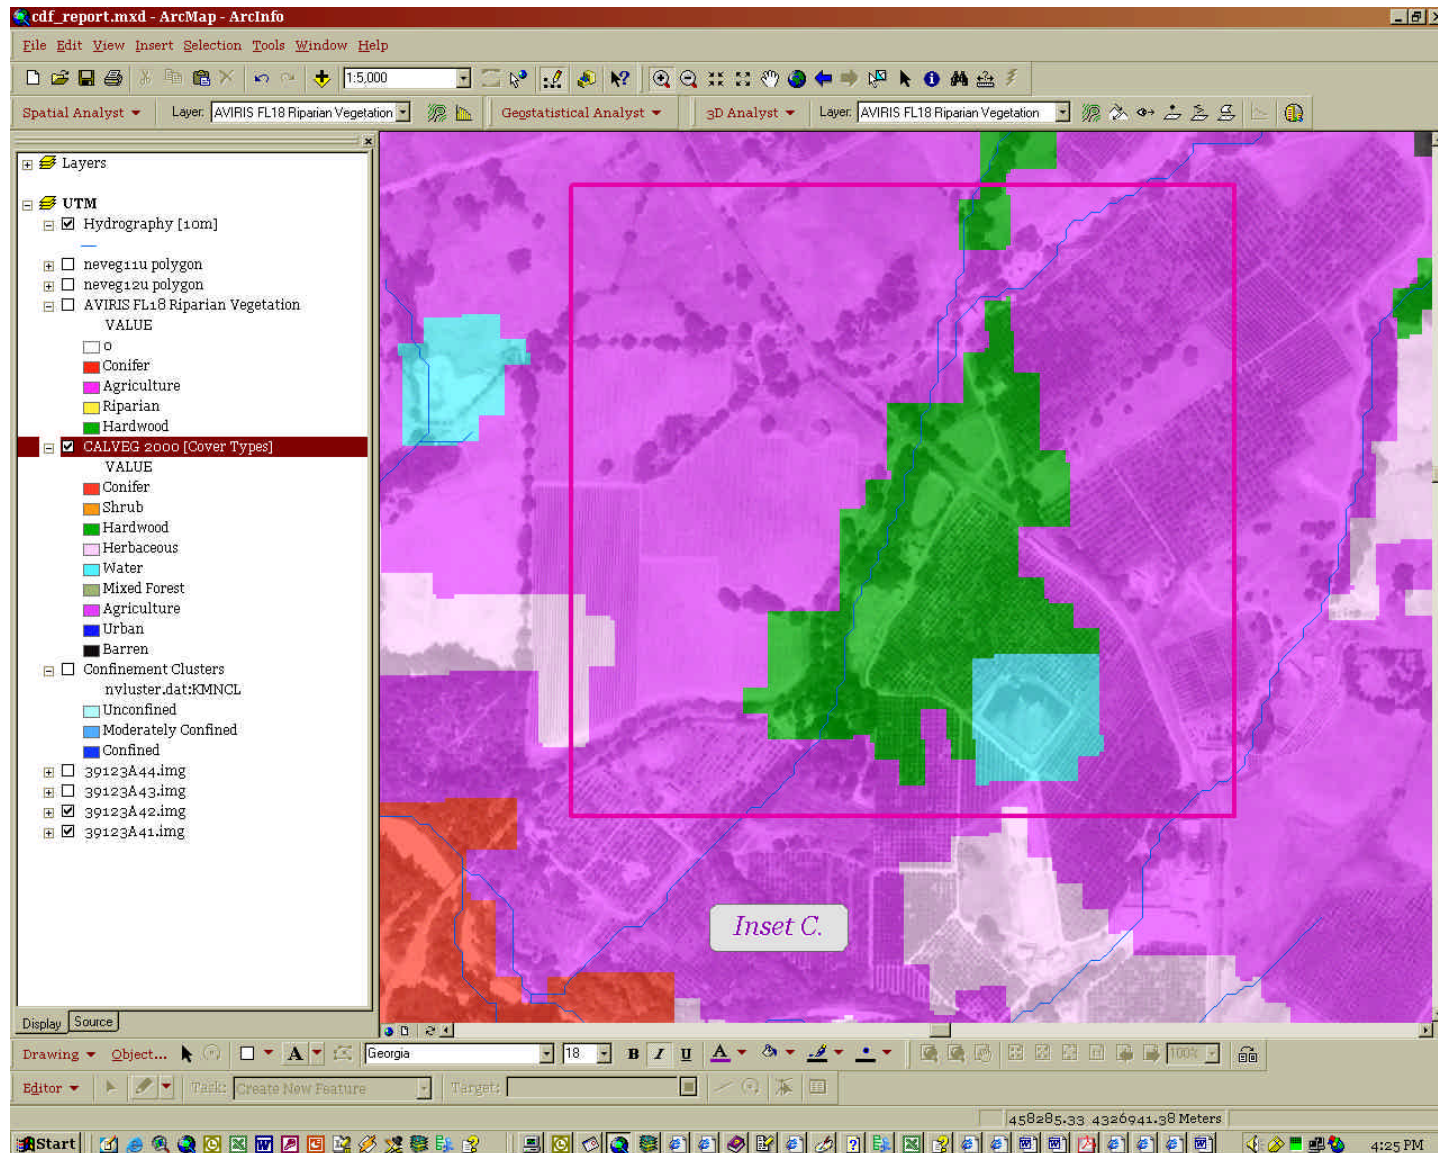 cdf_report.mxd - ArcMap - ArcInfo
File Edit View Insert Selection Tools Window Help
1:5,000
Spatial Analyst Layer: AVIRIS FL18 Riparian Vegetation Geostatistical Analyst 3D Analyst Layer: AVIRIS FL18 Riparian Vegetation
Layers
UTM
Hydrography [10m]
neveg11u polygon
neveg12u polygon
AVIRIS FL18 Riparian Vegetation
VALUE
0
Conifer
Agriculture
Riparian
Hardwood
CALVEG 2000 [Cover Types]
VALUE
Conifer
Shrub
Hardwood
Herbaceous
Water
Mixed Forest
Agriculture
Urban
Barren
Confinement Clusters
nvluster.dat:KMNCL
Unconfined
Moderately Confined
Confined
39123A44.img
39123A43.img
39123A42.img
39123A41.img
Inset C.
Display Source
Drawing Object... A Georgia 18 B I U A 100%
Editor Task: Create New Feature Target:
458285.33 4326941.38 Meters
Start 4:25 PM